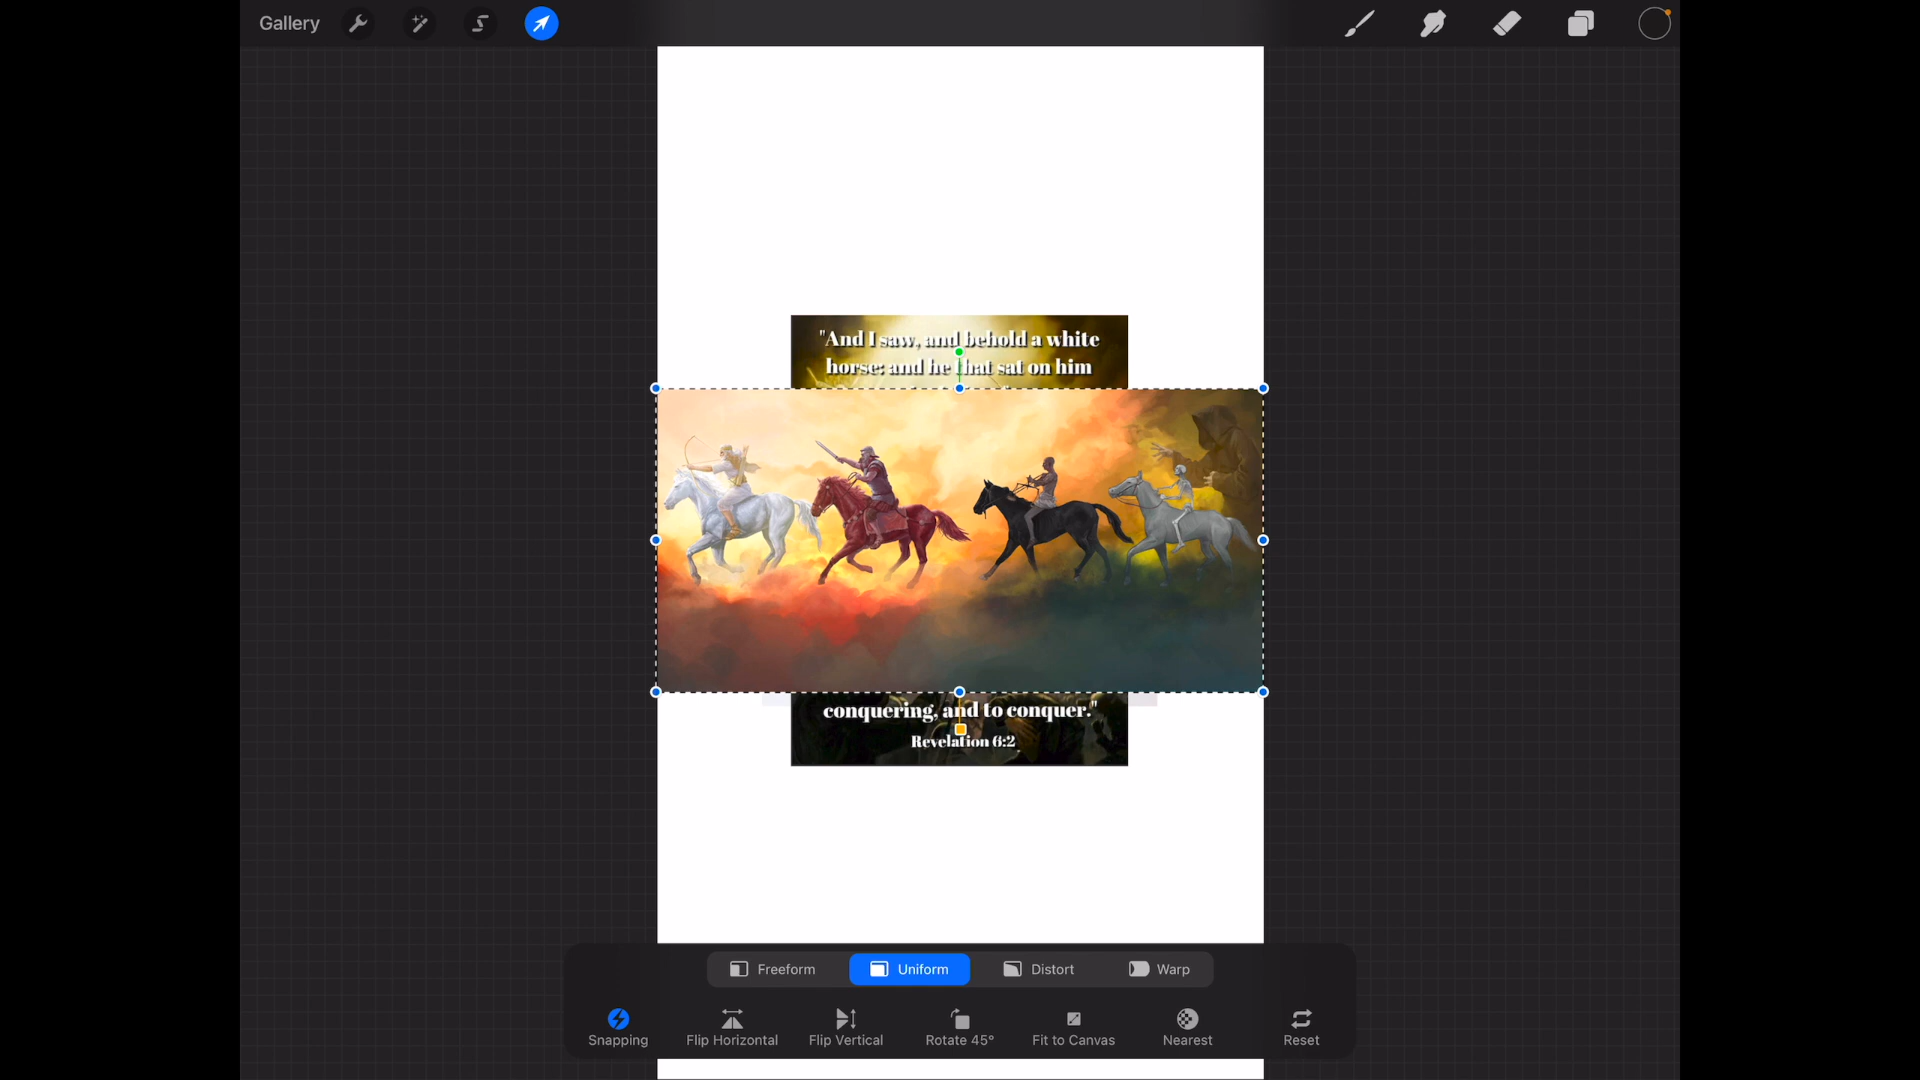 Gallery
"And I saw, and behold a white
horse; and he that sat on him
conquering, and to conquer."
Revelation 6:2
Freeform
Uniform
Distort
Warp
Snapping
Flip Horizontal
Flip Vertical
Rotate 45°
Fit to Canvas
Nearest
Reset